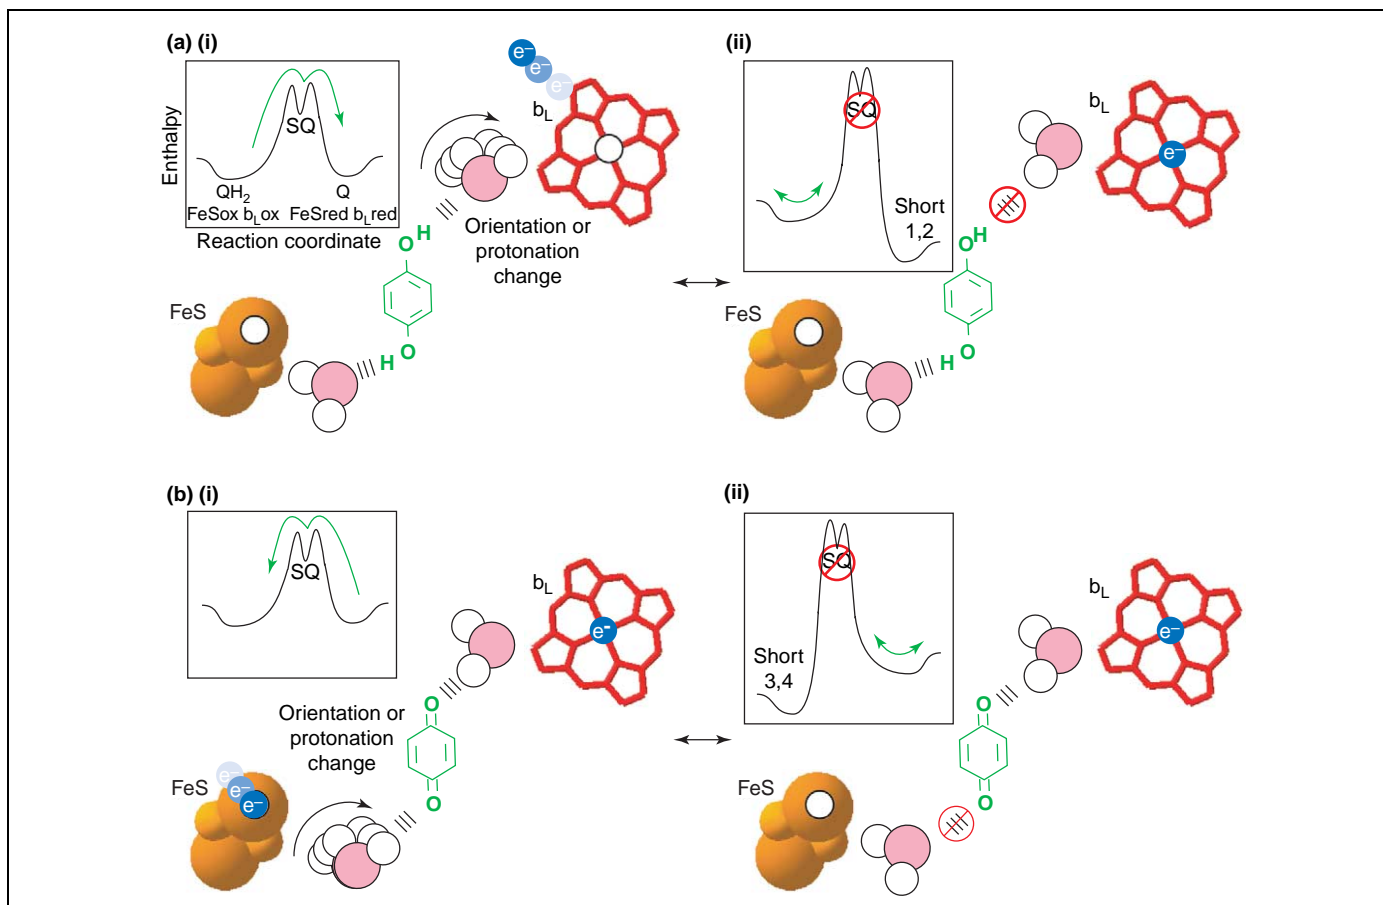 (a) (i)
Enthalpy
SQ
QH2
Q
FeSox bLox
FeSred bLred
Reaction coordinate
e–
e–
e–
bL
Orientation or
protonation
change
H
O
O
H
FeS
(ii)
SQ
Short
1,2
bL
e–
OH
O
H
FeS
(b) (i)
SQ
bL
e-
Orientation or
protonation
change
O
O
FeS
e–
e–
e–
(ii)
SQ
Short
3,4
bL
e–
O
O
FeS